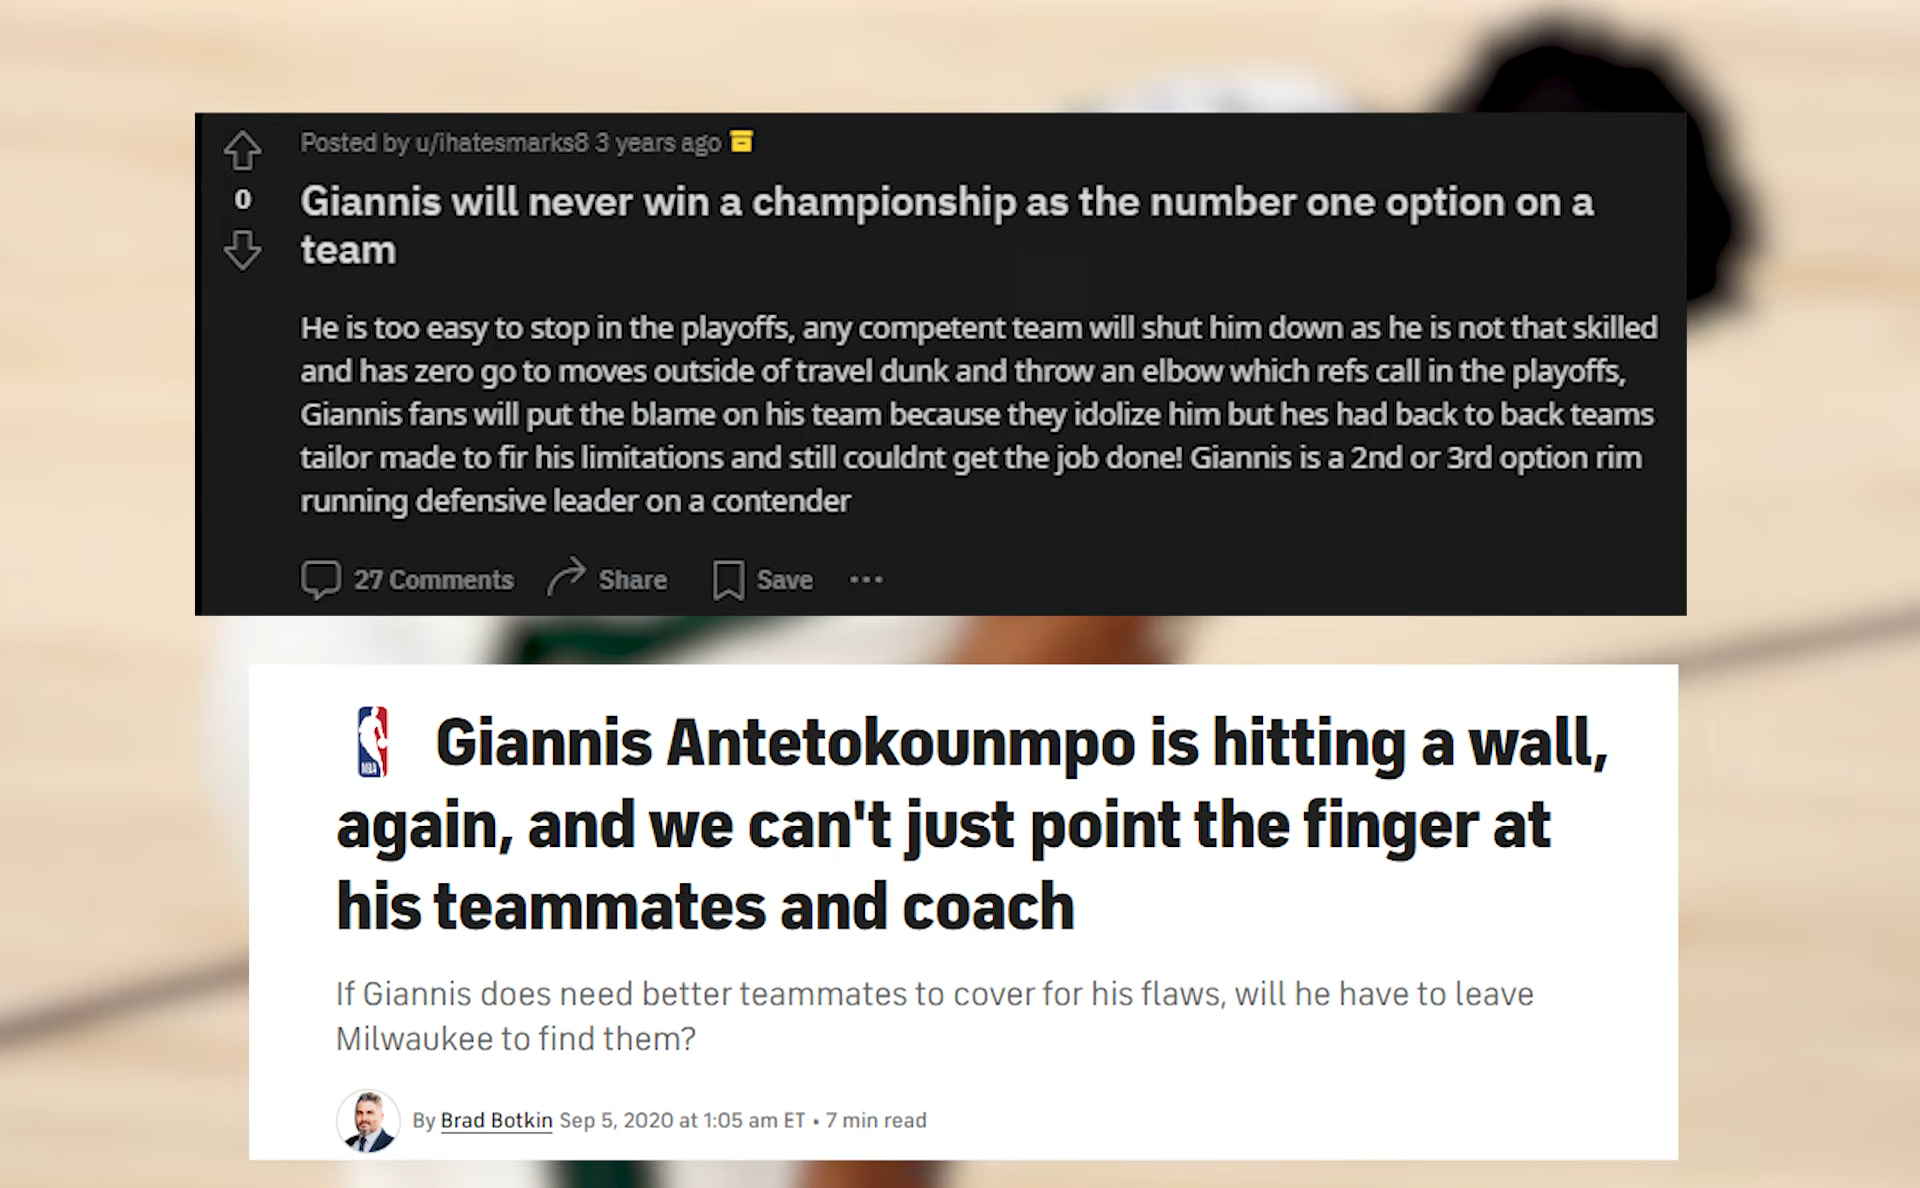 Posted by u/ihatesmarks8 3 years ago
0
Giannis will never win a championship as the number one option on a
team
He is too easy to stop in the playoffs, any competent team will shut him down as he is not that skilled
and has zero go to moves outside of travel dunk and throw an elbow which refs call in the playoffs,
Giannis fans will put the blame on his team because they idolize him but hes had back to back teams
tailor made to fir his limitations and still couldnt get the job done! Giannis is a 2nd or 3rd option rim
running defensive leader on a contender
27 Comments Share Save ...
NBA Giannis Antetokounmpo is hitting a wall,
again, and we can't just point the finger at
his teammates and coach
If Giannis does need better teammates to cover for his flaws, will he have to leave
Milwaukee to find them?
By Brad Botkin Sep 5, 2020 at 1:05 am ET • 7 min read